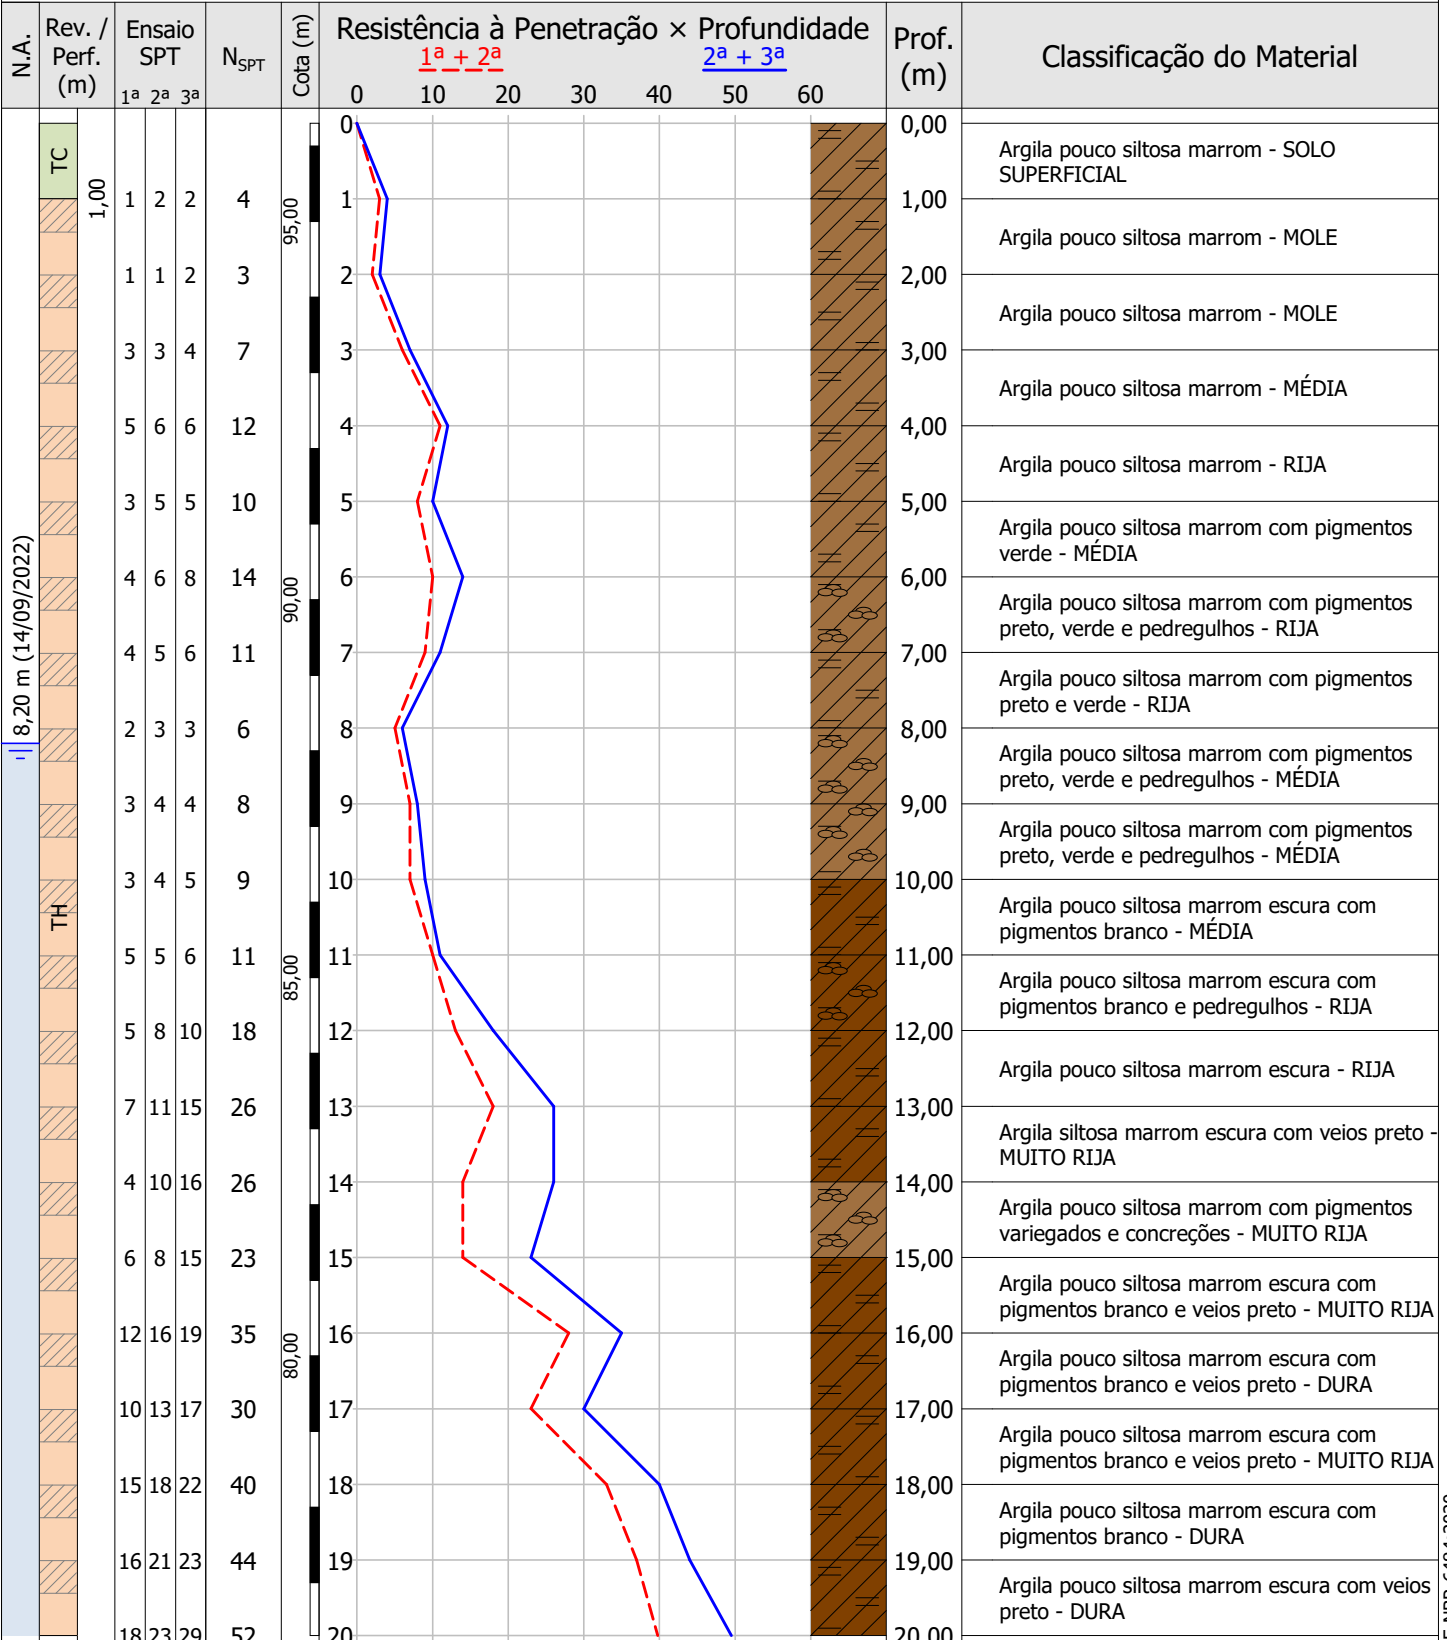 N.A.
Rev. /
Perf.
(m)
Ensaio
SPT
1ª 2ª 3ª
NSPT
Cota (m)
Resistência à Penetração × Profundidade
1ª + 2ª 2ª + 3ª
0 10 20 30 40 50 60
Prof.
(m)
Classificação do Material
8,20 m (14/09/2022)
TC
1,00
TH
95,00
90,00
85,00
80,00
0 0,00
Argila pouco siltosa marrom - SOLO
SUPERFICIAL
1 2 2 4 1 1,00
Argila pouco siltosa marrom - MOLE
1 1 2 3 2 2,00
Argila pouco siltosa marrom - MOLE
3 3 4 7 3 3,00
Argila pouco siltosa marrom - MÉDIA
5 6 6 12 4 4,00
Argila pouco siltosa marrom - RIJA
3 5 5 10 5 5,00
Argila pouco siltosa marrom com pigmentos
verde - MÉDIA
4 6 8 14 6 6,00
Argila pouco siltosa marrom com pigmentos
preto, verde e pedregulhos - RIJA
4 5 6 11 7 7,00
Argila pouco siltosa marrom com pigmentos
preto e verde - RIJA
2 3 3 6 8 8,00
Argila pouco siltosa marrom com pigmentos
preto, verde e pedregulhos - MÉDIA
3 4 4 8 9 9,00
Argila pouco siltosa marrom com pigmentos
preto, verde e pedregulhos - MÉDIA
3 4 5 9 10 10,00
Argila pouco siltosa marrom escura com
pigmentos branco - MÉDIA
5 5 6 11 11 11,00
Argila pouco siltosa marrom escura com
pigmentos branco e pedregulhos - RIJA
5 8 10 18 12 12,00
Argila pouco siltosa marrom escura - RIJA
7 11 15 26 13 13,00
Argila siltosa marrom escura com veios preto -
MUITO RIJA
4 10 16 26 14 14,00
Argila pouco siltosa marrom com pigmentos
variegados e concreções - MUITO RIJA
6 8 15 23 15 15,00
Argila pouco siltosa marrom escura com
pigmentos branco e veios preto - MUITO RIJA
12 16 19 35 16 16,00
Argila pouco siltosa marrom escura com
pigmentos branco e veios preto - DURA
10 13 17 30 17 17,00
Argila pouco siltosa marrom escura com
pigmentos branco e veios preto - MUITO RIJA
15 18 22 40 18 18,00
Argila pouco siltosa marrom escura com
pigmentos branco - DURA
16 21 23 44 19 19,00
Argila pouco siltosa marrom escura com veios
preto - DURA
18 23 29 52 20 20,00